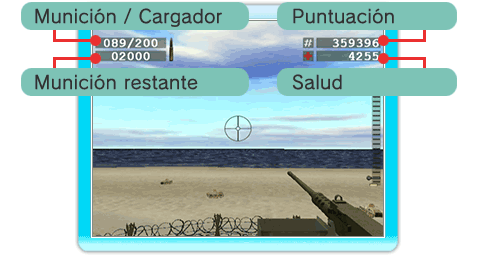 Munición / Cargador
Puntuación
089/200
# 359396
02000
4255
Munición restante
Salud